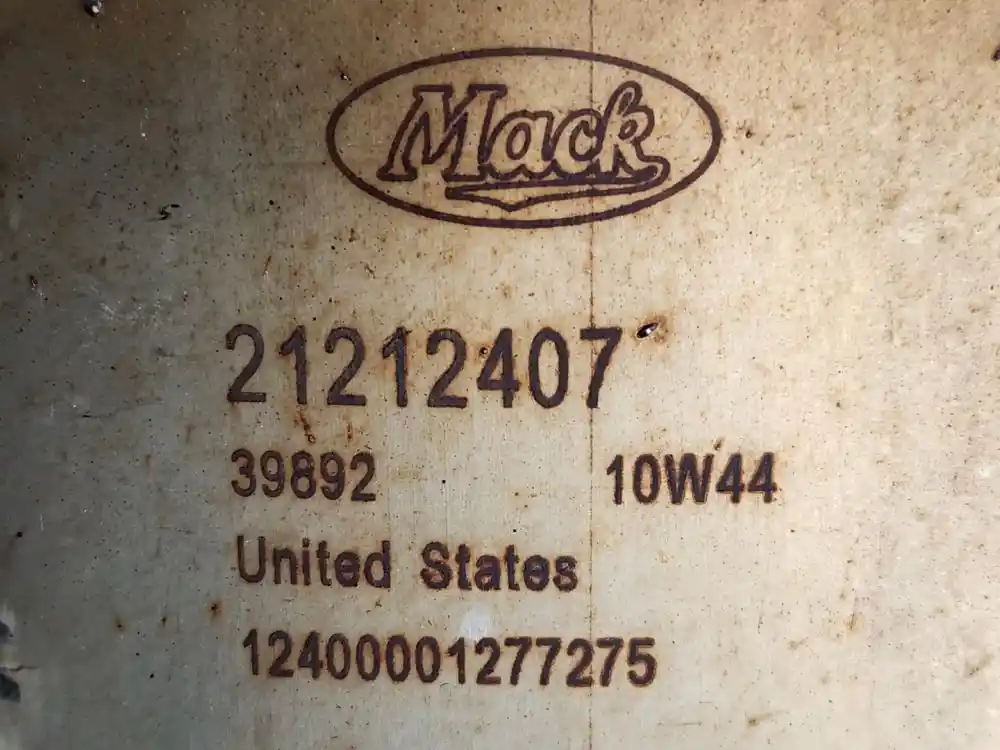 Mack
21212407
39892 10W44
United States
12400001277275